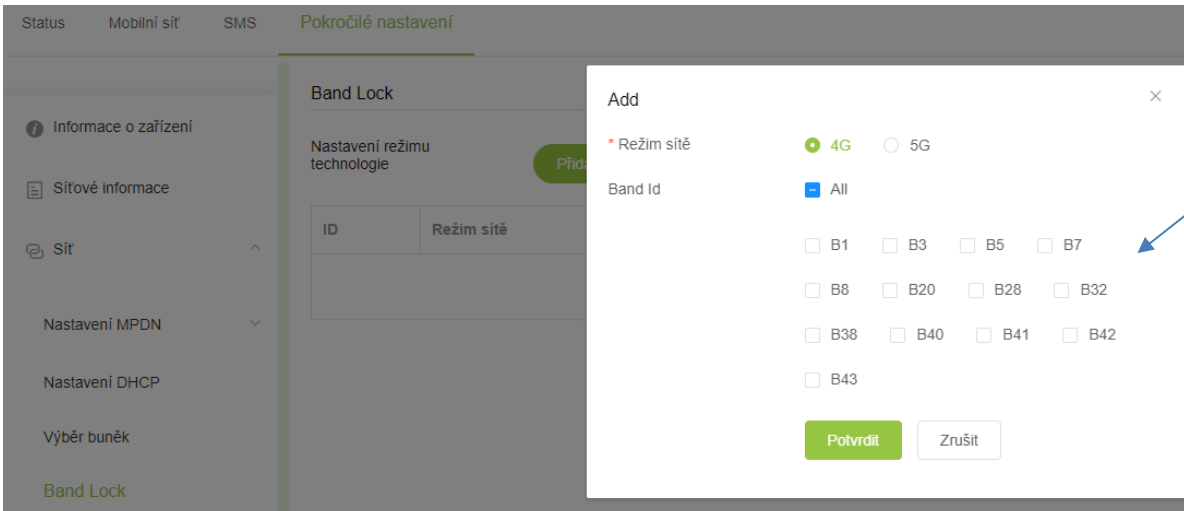 Status Mobilní síť SMS Pokročilé nastavení
Informace o zařízení
Síťové informace
Síť
Nastavení MPDN
Nastavení DHCP
Výběr buněk
Band Lock
Band Lock
Nastavení režimu
technologie
Přida
ID Režim sítě
Add
* Režim sítě 4G 5G
Band Id All
B1 B3 B5 B7
B8 B20 B28 B32
B38 B40 B41 B42
B43
Potvrdit Zrušit